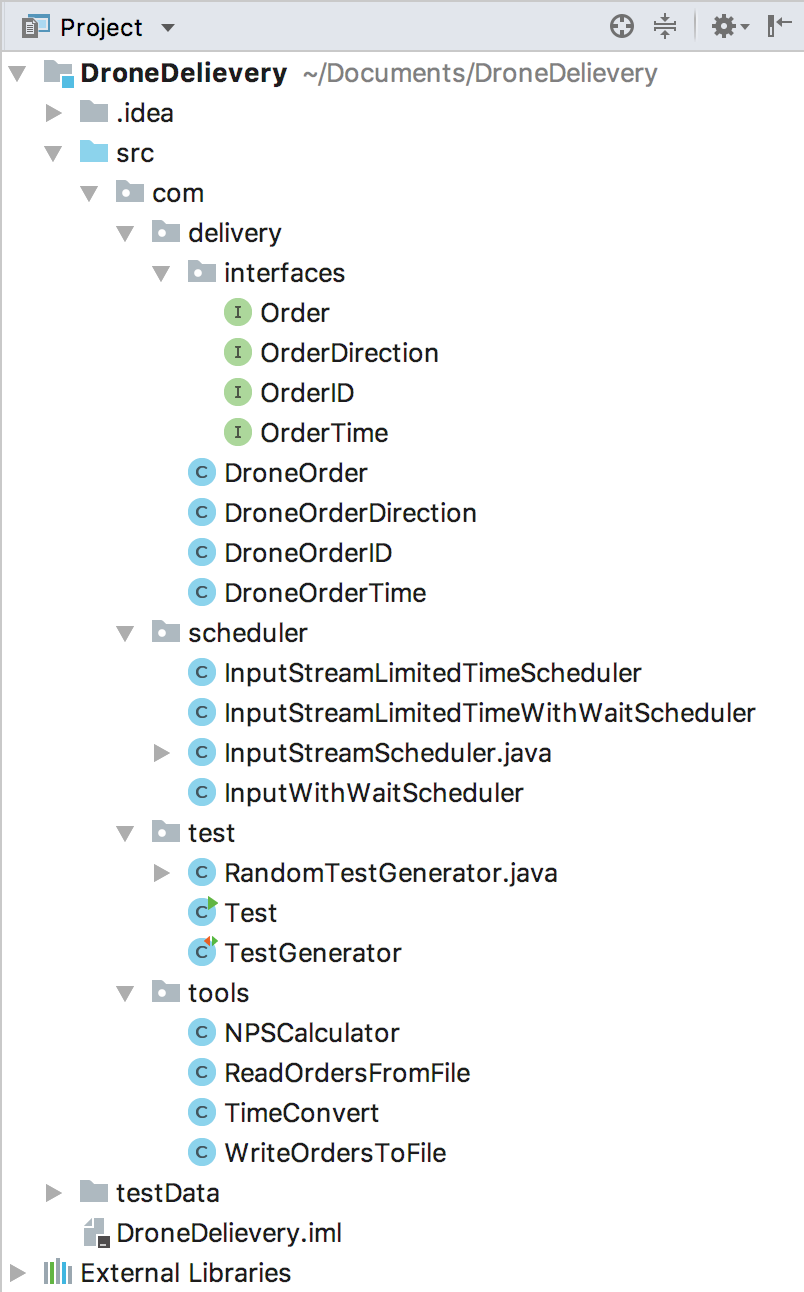 Project
DroneDelievery ~/Documents/DroneDelievery
.idea
src
com
delivery
interfaces
I Order
I OrderDirection
I OrderID
I OrderTime
C DroneOrder
C DroneOrderDirection
C DroneOrderID
C DroneOrderTime
scheduler
C InputStreamLimitedTimeScheduler
C InputStreamLimitedTimeWithWaitScheduler
C InputStreamScheduler.java
C InputWithWaitScheduler
test
C RandomTestGenerator.java
C Test
C TestGenerator
tools
C NPSCalculator
C ReadOrdersFromFile
C TimeConvert
C WriteOrdersToFile
testData
DroneDelievery.iml
External Libraries